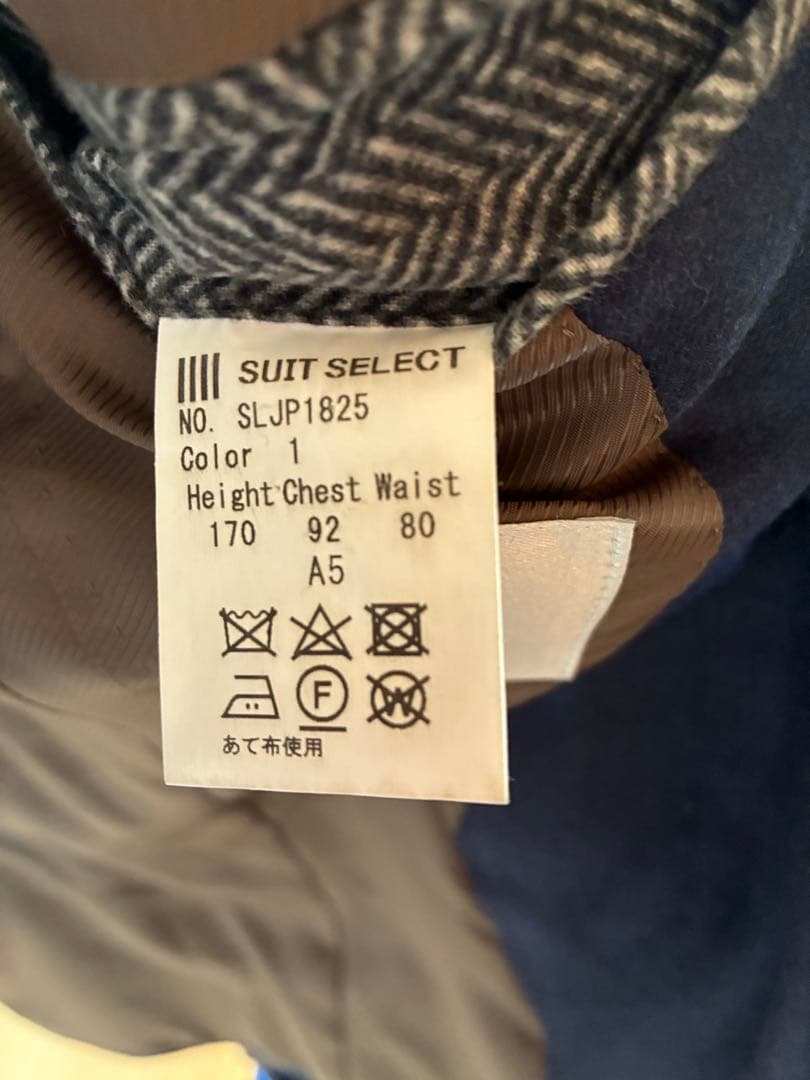 SUIT SELECT
NO. SLJP1825
Color 1
Height Chest Waist
170 92 80
A5
F
W
あて布使用